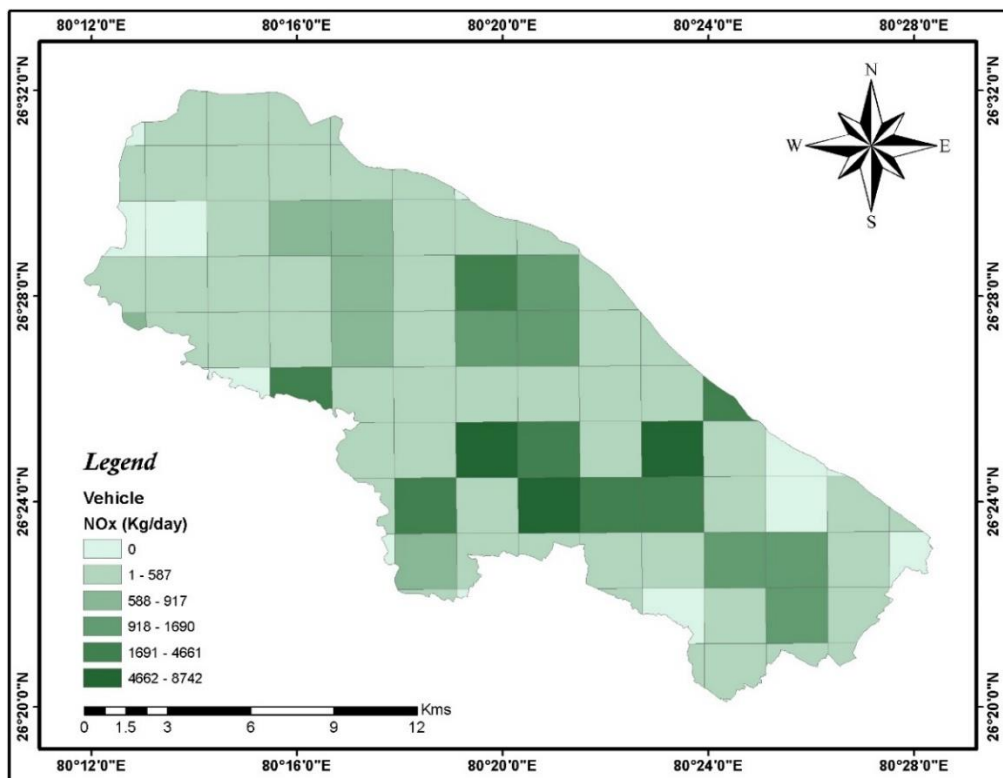 80°12'0"E 80°16'0"E 80°20'0"E 80°24'0"E 80°28'0"E
26°32'0"N 26°32'0"N
N
W E
S
26°28'0"N 26°28'0"N
26°24'0"N 26°24'0"N
Legend
Vehicle
NOx (Kg/day)
0
1 - 587
588 - 917
918 - 1690
1691 - 4661
4662 - 8742
26°20'0"N 26°20'0"N
Kms
0 1.5 3 6 9 12
80°12'0"E 80°16'0"E 80°20'0"E 80°24'0"E 80°28'0"E